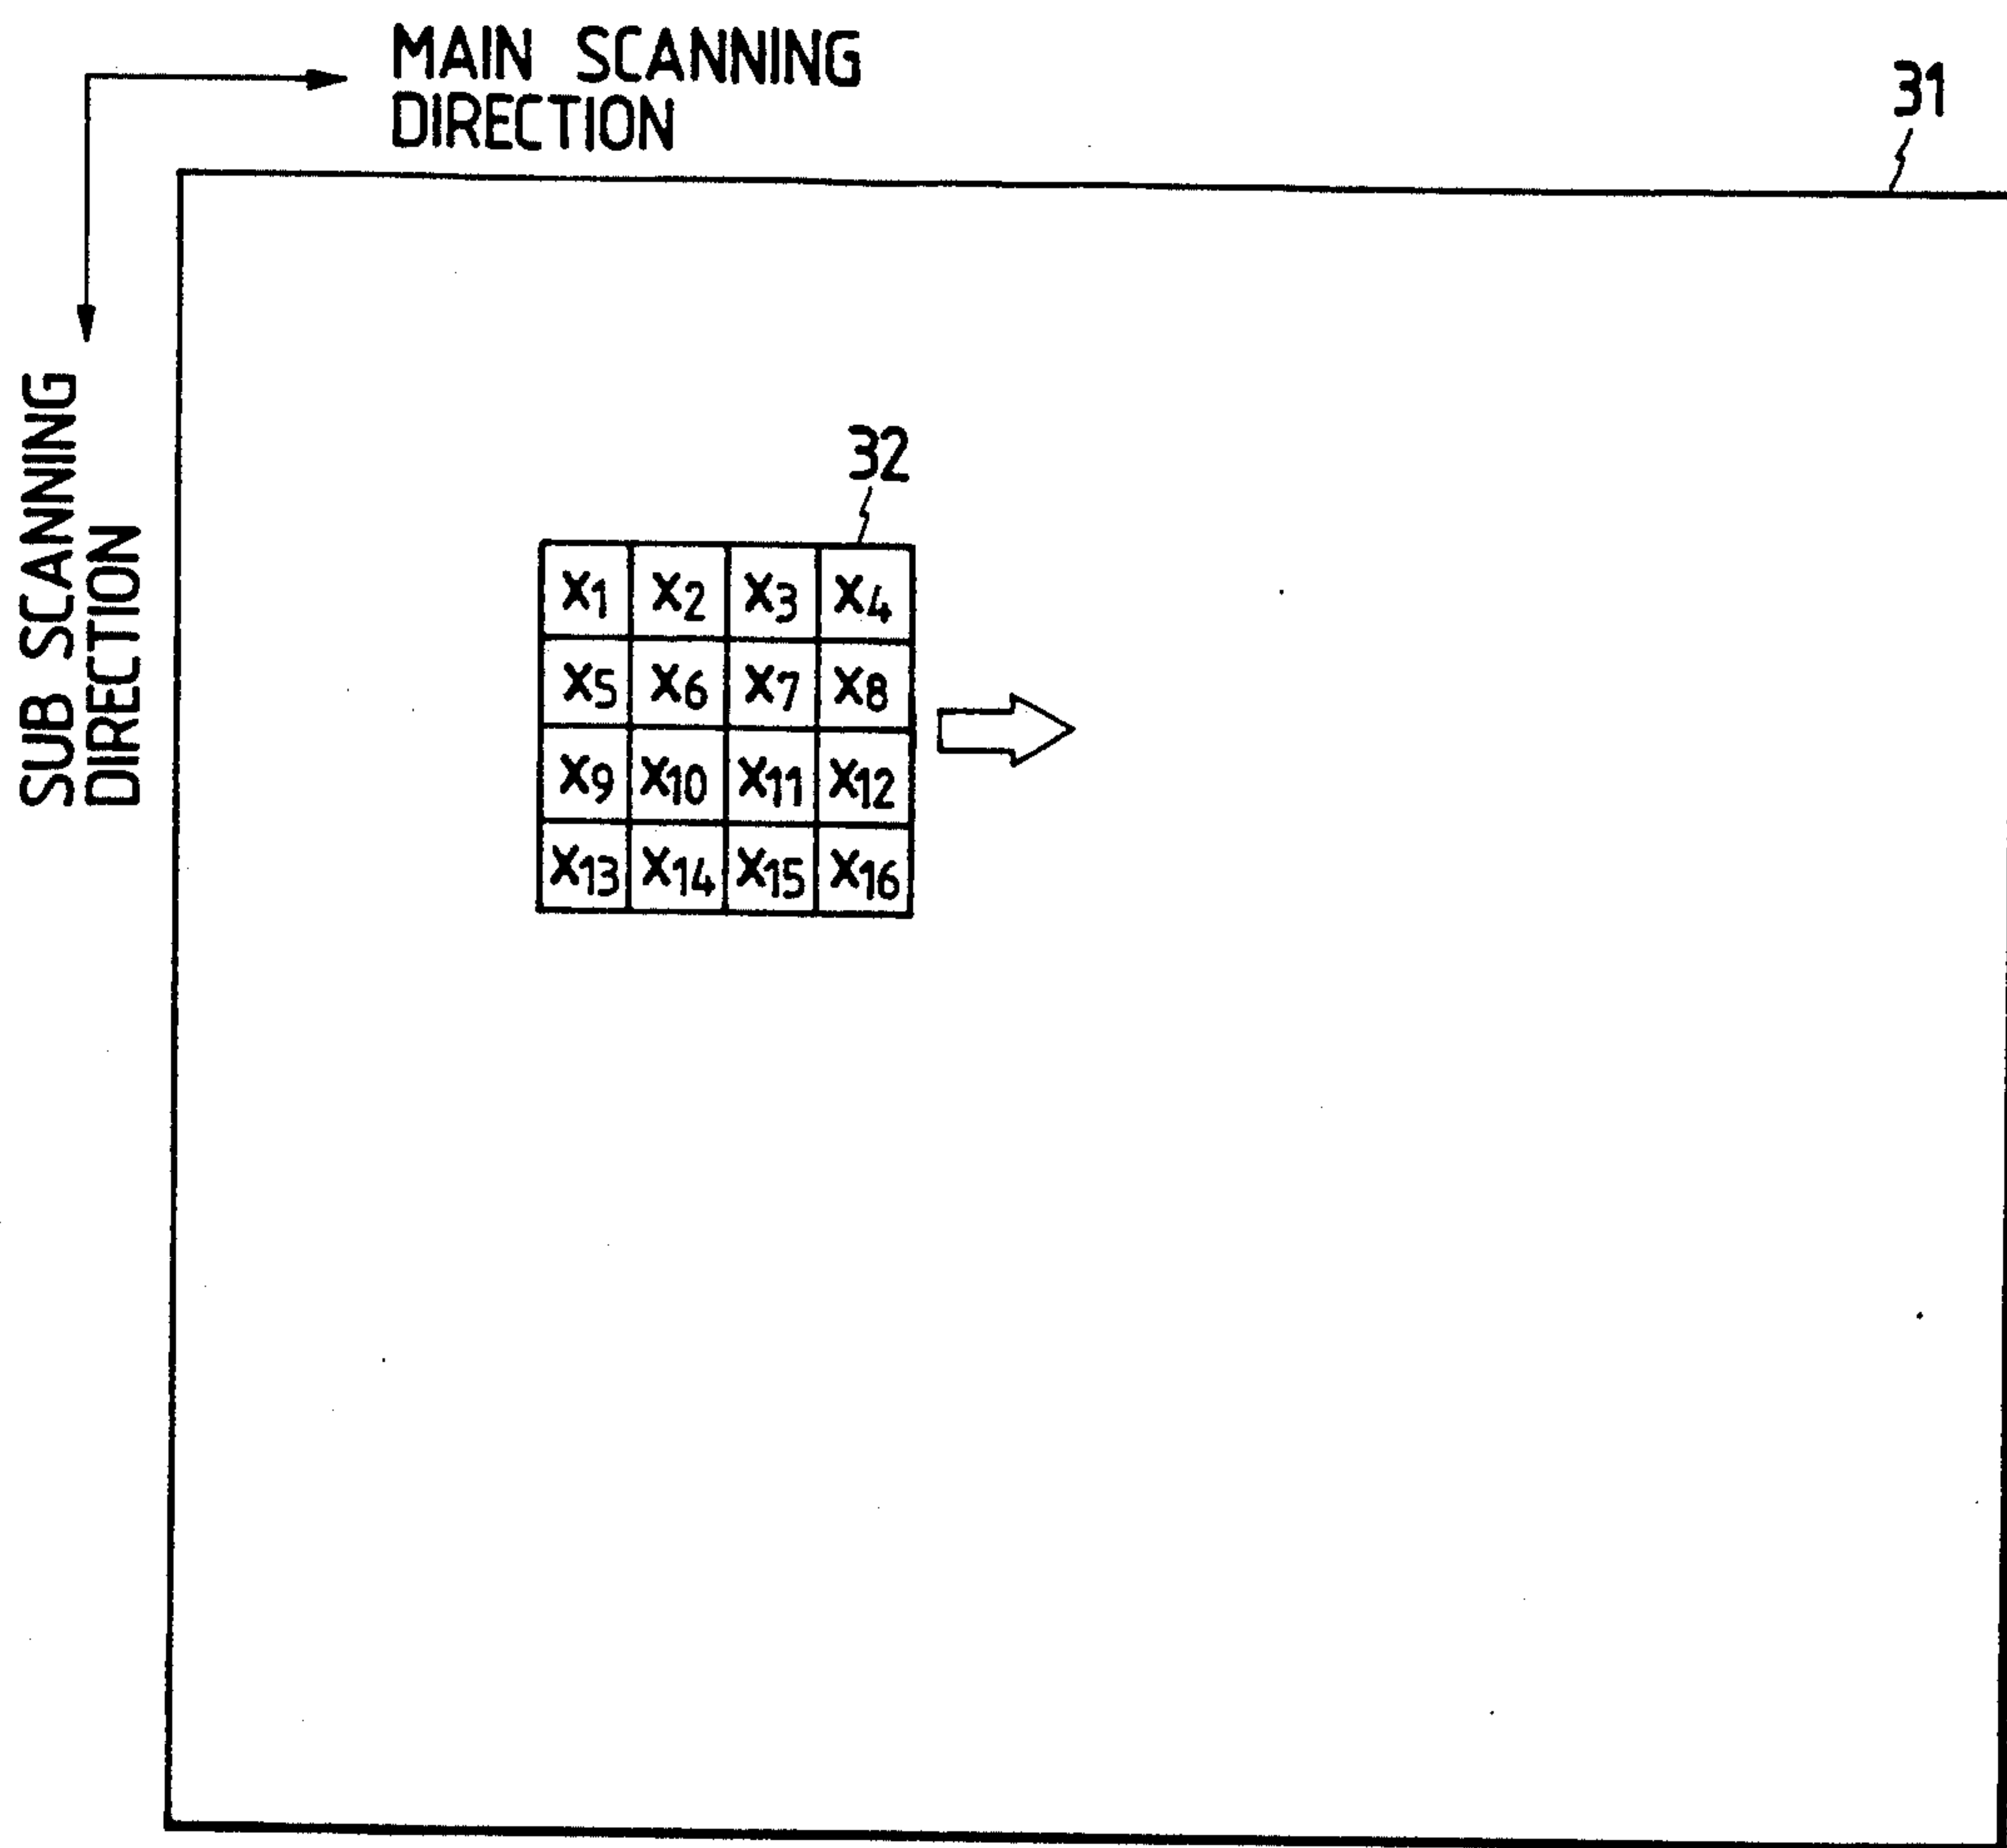 MAIN SCANNING
DIRECTION
31
SUB SCANNING
DIRECTION
32
X1 X2 X3 X4
X5 X6 X7 X8
X9 X10 X11 X12
X13 X14 X15 X16